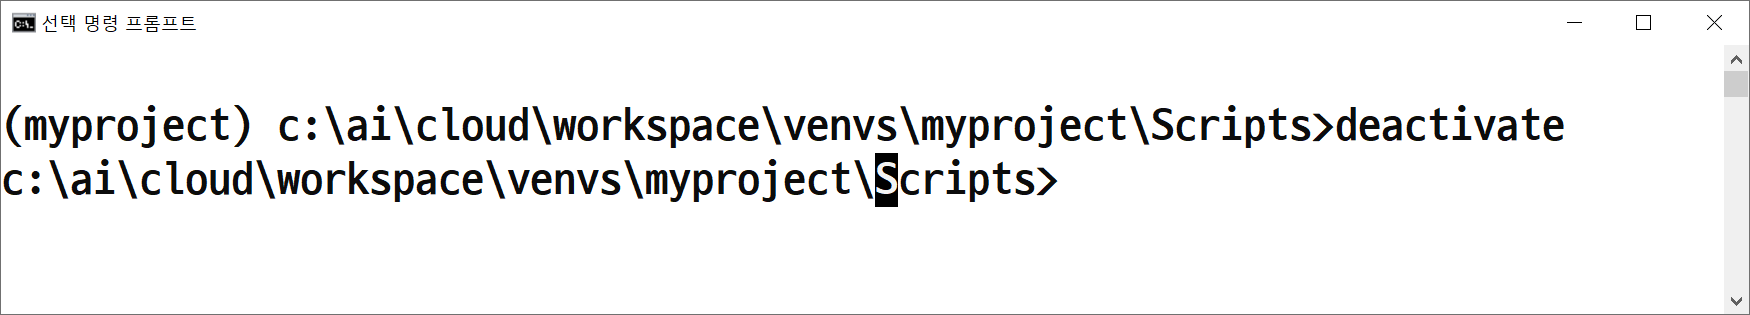 선택 명령 프롬프트
(myproject) c:\ai\cloud\workspace\venvs\myproject\Scripts>deactivate
c:\ai\cloud\workspace\venvs\myproject\Scripts>